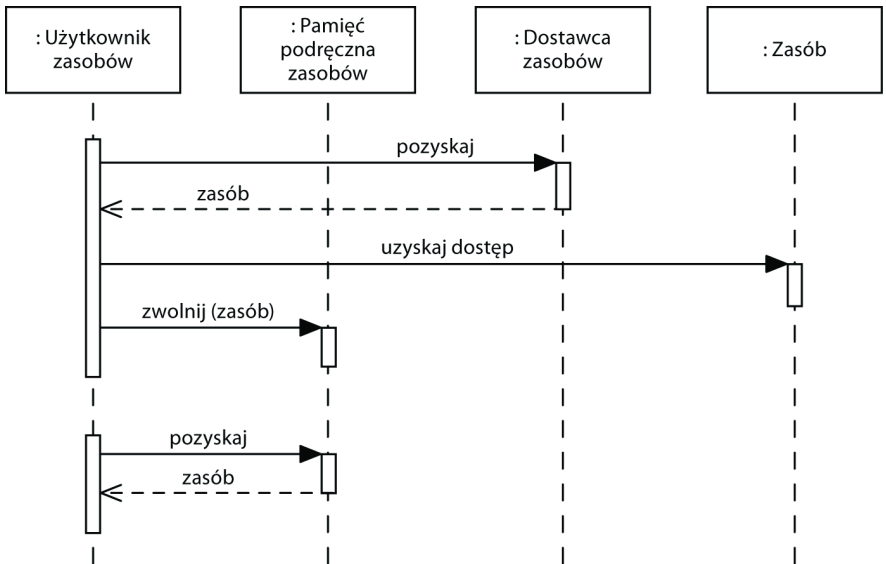 : Użytkownik
zasobów
: Pamięć
podręczna
zasobów
: Dostawca
zasobów
: Zasób
pozyskaj
zasób
uzyskaj dostęp
zwolnij (zasób)
pozyskaj
zasób